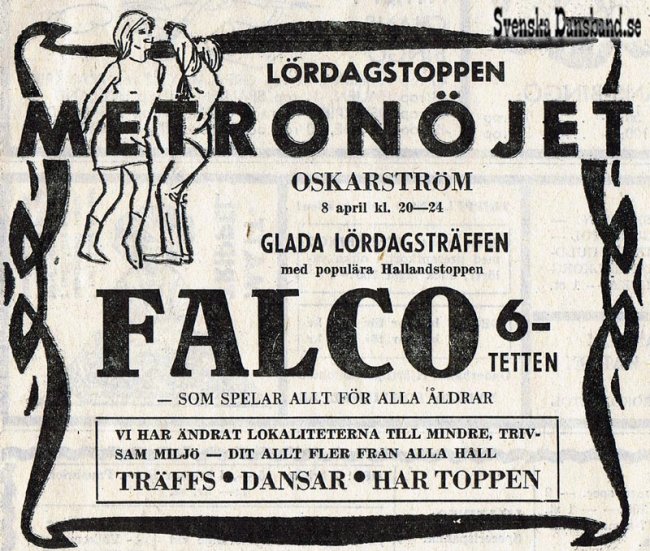 Svenska Dansband.se
LÖRDAGSTOPPEN
METRONÖJET
OSKARSTRÖM
8 april kl. 20—24
GLADA LÖRDAGSTRÄFFEN
med populära Hallandstoppen
FALCO 6-
TETTEN
— SOM SPELAR ALLT FÖR ALLA ÅLDRAR
VI HAR ÄNDRAT LOKALITETERNA TILL MINDRE, TRIV-
SAM MILJÖ — DIT ALLT FLER FRÅN ALLA HÅLL
TRÄFFS • DANSAR • HAR TOPPEN